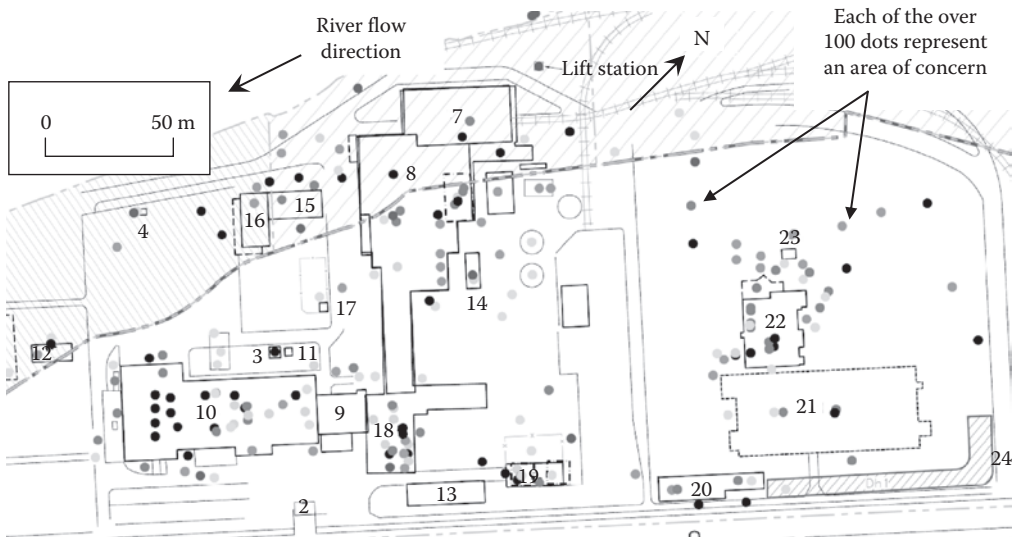 River flow
direction
N
Each of the over
100 dots represent
an area of concern
Lift station
0 50 m
7
8
15
16
4
23
17
14
22
12
3 11
10
9
18
21
19
24
13
20
2